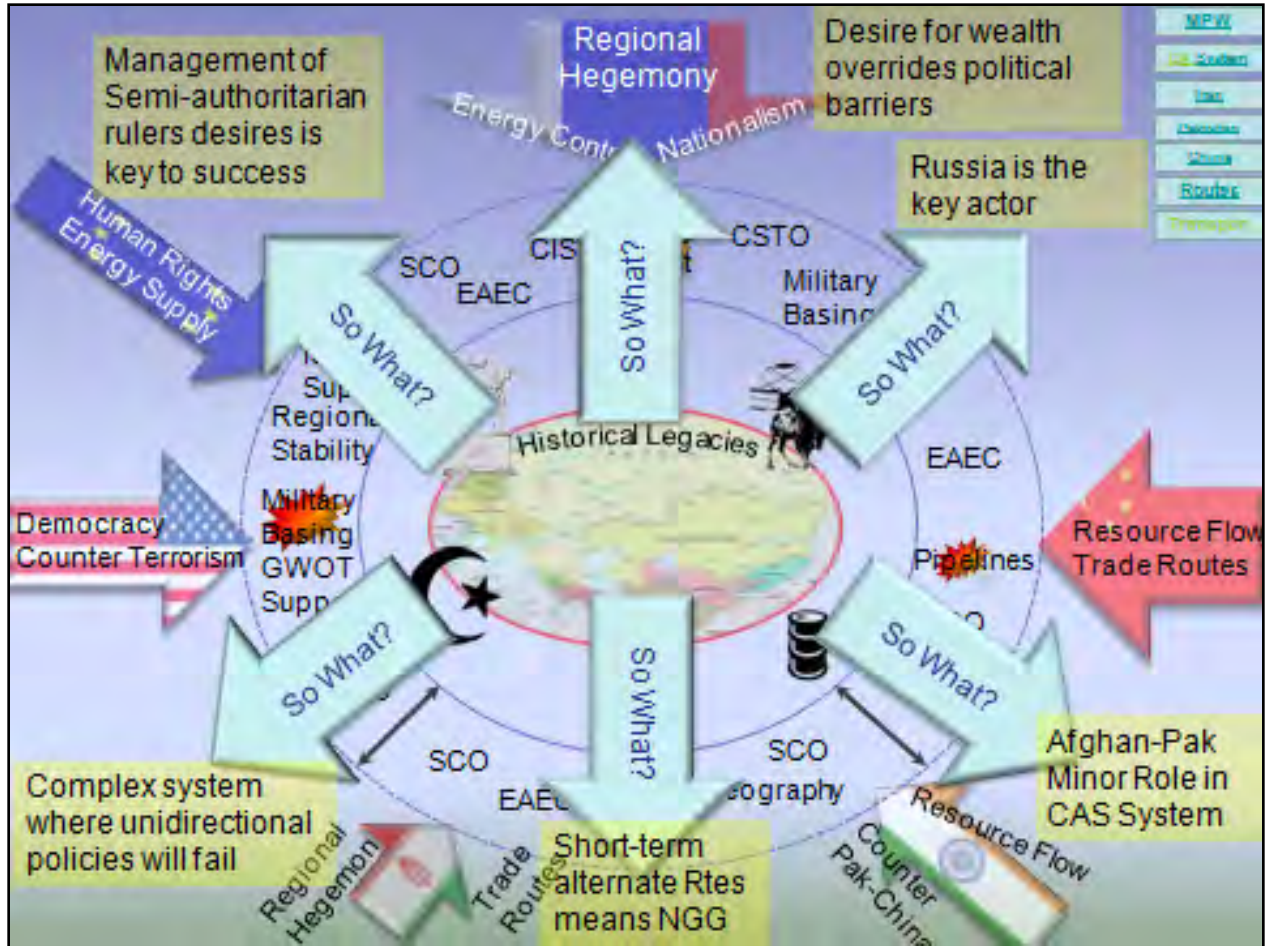 Management of
Semi-authoritarian
rulers desires is
key to success
Regional
Hegemony
Energy Contr
Nationalism
Desire for wealth
overrides political
barriers
Russia is the
key actor
MPW
Routes
Human Rights
Energy Supply
So What?
So What?
So What?
SCO
EAEC
CIS
CSTO
Military
Basing
Sup
Regiona
Stability
Military
Basing
GWOT
Supp
Historical Legacies
EAEC
Pipelines
Democracy
Counter Terrorism
Resource Flow
Trade Routes
So What?
So What?
So What?
SCO
EAEC
SCO
eography
Complex system
where unidirectional
policies will fail
Regional
Hegemon
Trade
Routes
Short-term
alternate Rtes
means NGG
Resource Flow
Counter
Pak-China
Afghan-Pak
Minor Role in
CAS System